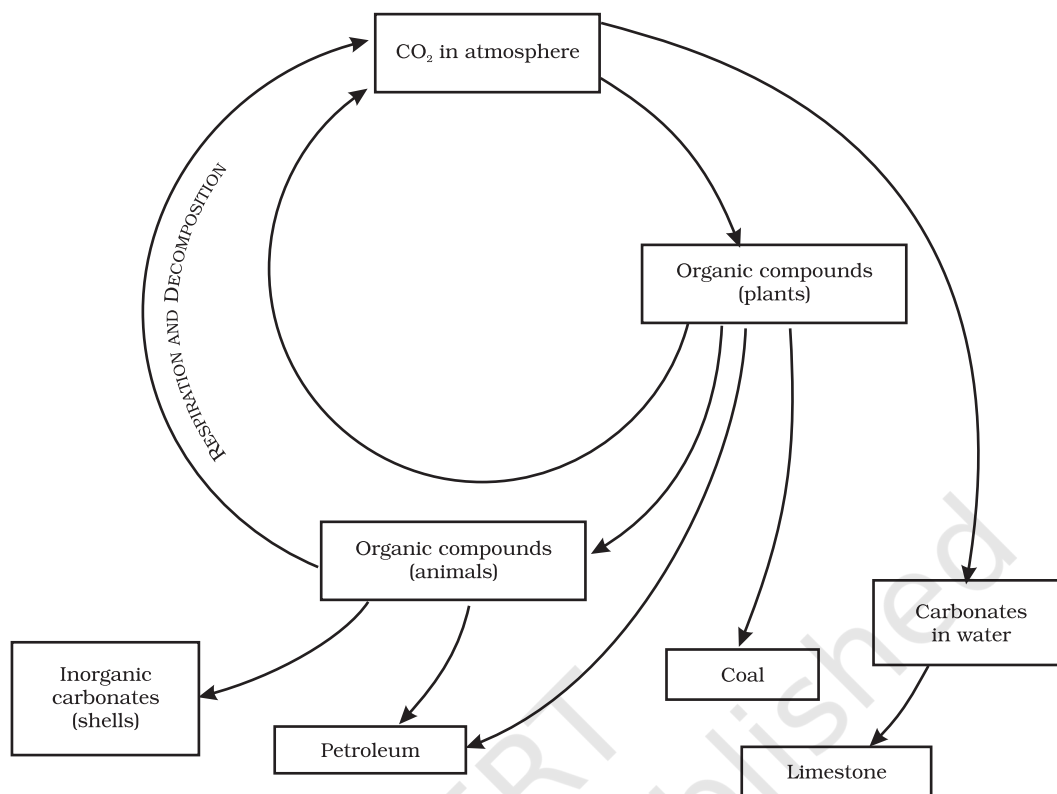 CO₂ in atmosphere
RESPIRATION AND DECOMPOSITION
Organic compounds
(plants)
Organic compounds
(animals)
Carbonates
in water
Inorganic
carbonates
(shells)
Coal
Petroleum
Limestone